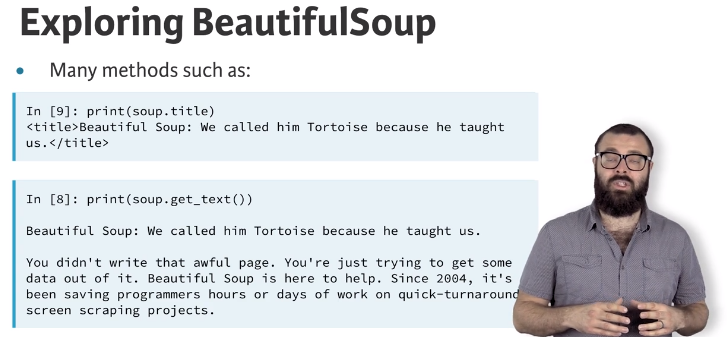 Exploring BeautifulSoup
• Many methods such as:
In [9]: print(soup.title)
<title>Beautiful Soup: We called him Tortoise because he taught
us.</title>
In [8]: print(soup.get_text())
Beautiful Soup: We called him Tortoise because he taught us.
You didn't write that awful page. You're just trying to get some
data out of it. Beautiful Soup is here to help. Since 2004, it's
been saving programmers hours or days of work on quick-turnaround
screen scraping projects.